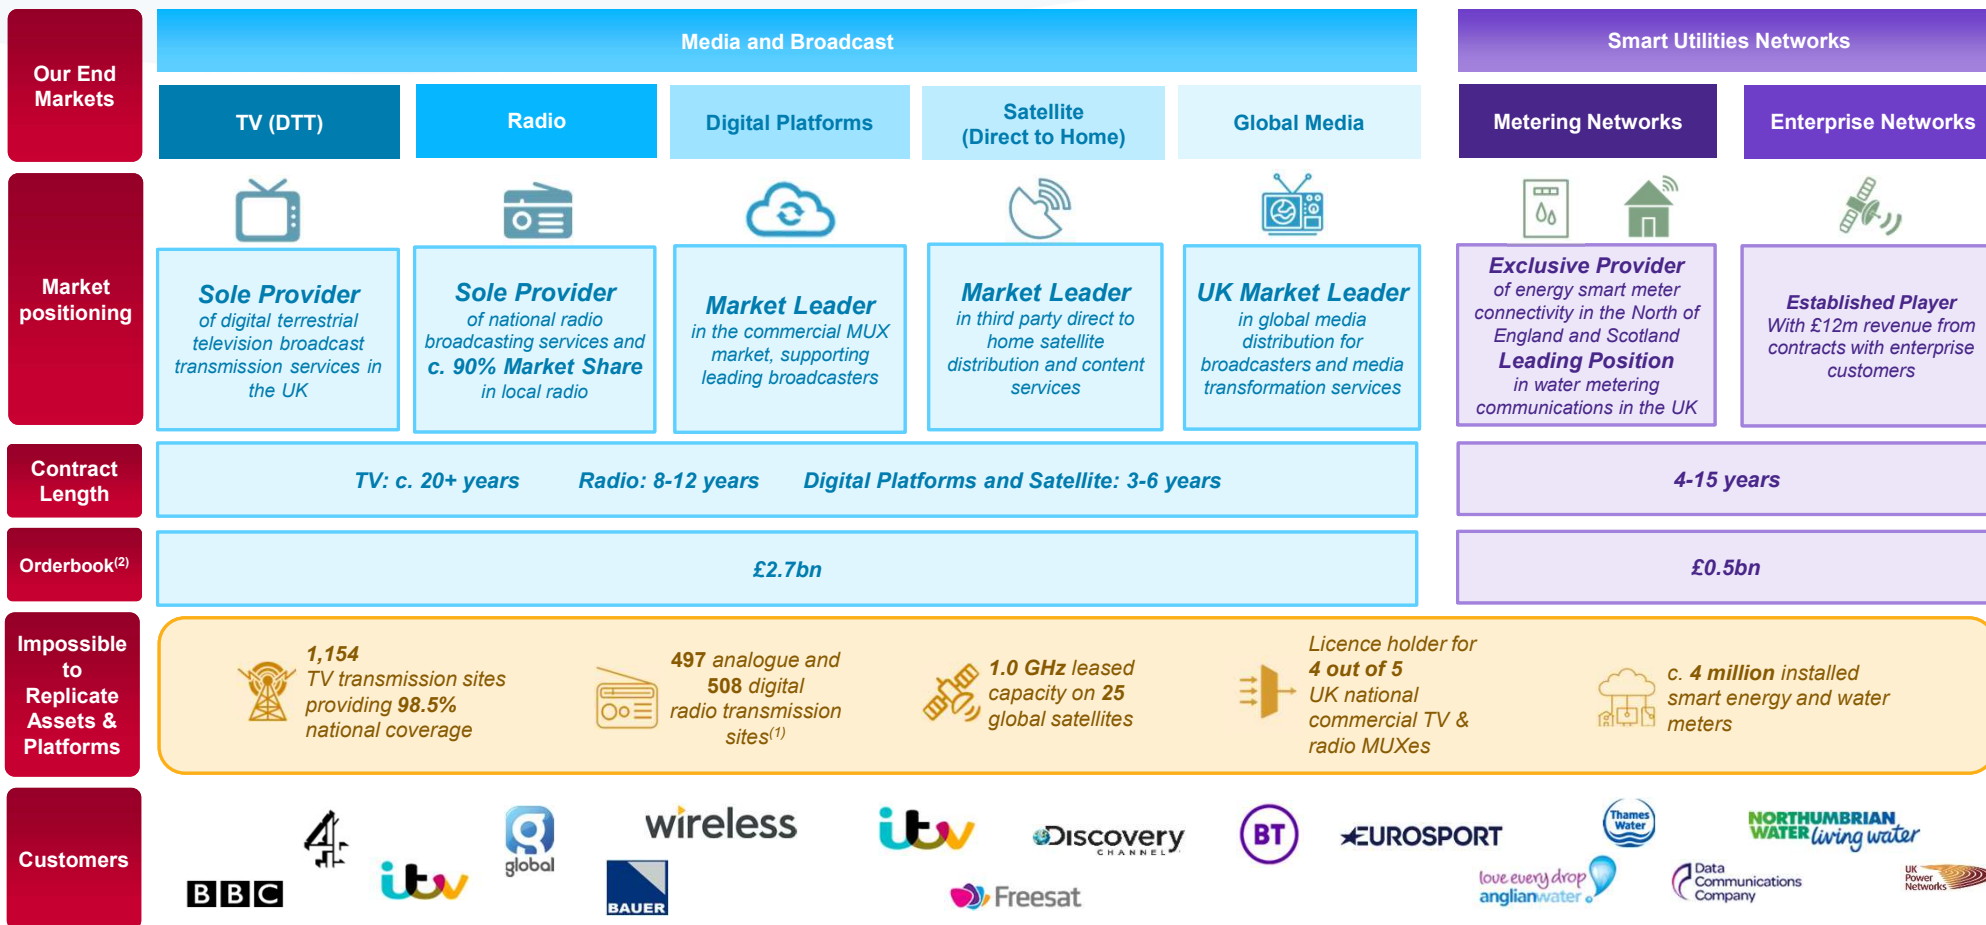 Our End
Markets
Media and Broadcast
Smart Utilities Networks
TV (DTT)
Radio
Digital Platforms
Satellite
(Direct to Home)
Global Media
Metering Networks
Enterprise Networks
Market
positioning
Sole Provider
of digital terrestrial
television broadcast
transmission services in
the UK
Sole Provider
of national radio
broadcasting services and
c. 90% Market Share
in local radio
Market Leader
in the commercial MUX
market, supporting
leading broadcasters
Market Leader
in third party direct to
home satellite
distribution and content
services
UK Market Leader
in global media
distribution for
broadcasters and media
transformation services
Exclusive Provider
of energy smart meter
connectivity in the North of
England and Scotland
Leading Position
in water metering
communications in the UK
Established Player
With £12m revenue from
contracts with enterprise
customers
Contract
Length
TV: c. 20+ years Radio: 8-12 years Digital Platforms and Satellite: 3-6 years
4-15 years
Orderbook(2)
£2.7bn
£0.5bn
Impossible
to
Replicate
Assets &
Platforms
1,154
TV transmission sites
providing 98.5%
national coverage
497 analogue and
508 digital
radio transmission
sites(1)
1.0 GHz leased
capacity on 25
global satellites
Licence holder for
4 out of 5
UK national
commercial TV &
radio MUXes
c. 4 million installed
smart energy and water
meters
Customers
BBC
4
itv
global
wireless
BAUER
itv
Discovery
CHANNEL
Freesat
BT
EUROSPORT
Thames
Water
love every drop
anglianwater
NORTHUMBRIAN
WATER living water
Data
Communications
Company
UK
Power
Networks